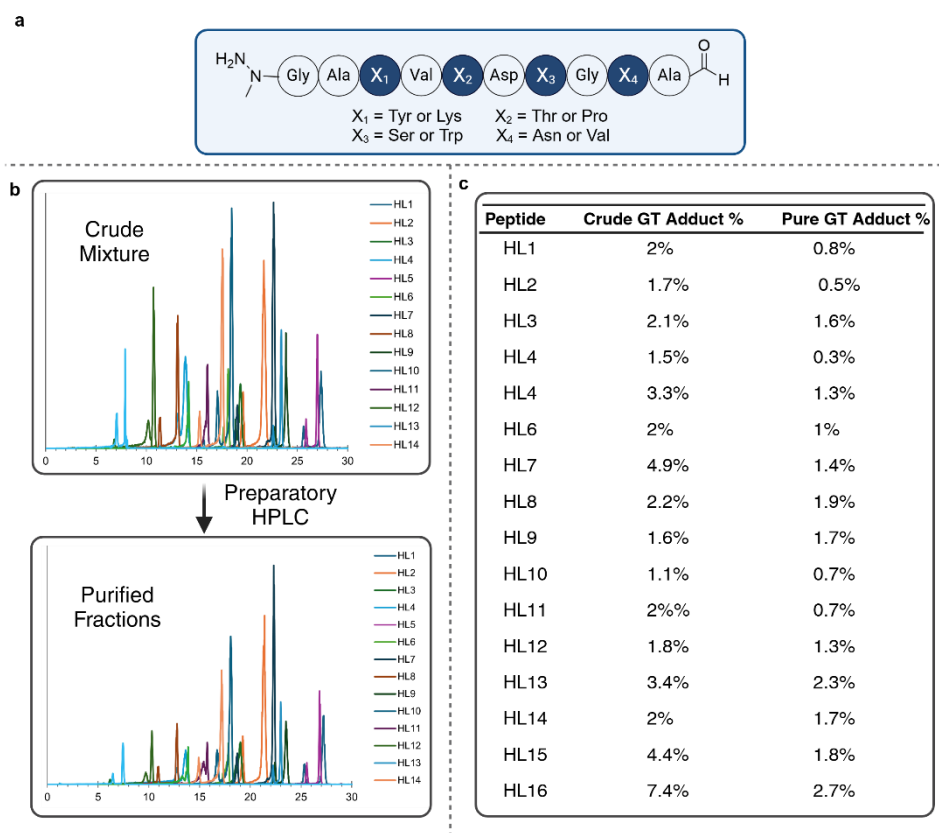 a
H₂N
N
Gly Ala X₁ Val X₂ Asp X₃ Gly X₄ Ala
O
H
X₁ = Tyr or Lys X₂ = Thr or Pro
X₃ = Ser or Trp X₄ = Asn or Val
b
Crude
Mixture
HL1
HL2
HL3
HL4
HL5
HL6
HL7
HL8
HL9
HL10
HL11
HL12
HL13
HL14
0 5 10 15 20 25 30
Preparatory
HPLC
Purified
Fractions
HL1
HL2
HL3
HL4
HL5
HL6
HL7
HL8
HL9
HL10
HL11
HL12
HL13
HL14
0 5 10 15 20 25 30
c
Peptide Crude GT Adduct % Pure GT Adduct %
HL1 2% 0.8%
HL2 1.7% 0.5%
HL3 2.1% 1.6%
HL4 1.5% 0.3%
HL4 3.3% 1.3%
HL6 2% 1%
HL7 4.9% 1.4%
HL8 2.2% 1.9%
HL9 1.6% 1.7%
HL10 1.1% 0.7%
HL11 2%% 0.7%
HL12 1.8% 1.3%
HL13 3.4% 2.3%
HL14 2% 1.7%
HL15 4.4% 1.8%
HL16 7.4% 2.7%